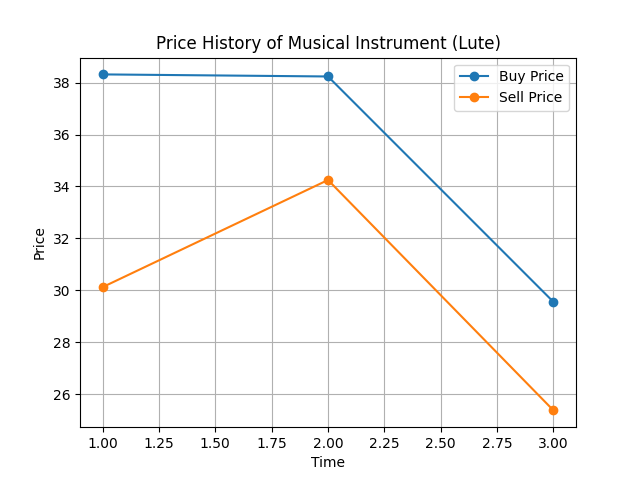 Price History of Musical Instrument (Lute)
Buy Price
Sell Price
38
36
34
32
30
28
26
Price
1.00 1.25 1.50 1.75 2.00 2.25 2.50 2.75 3.00
Time